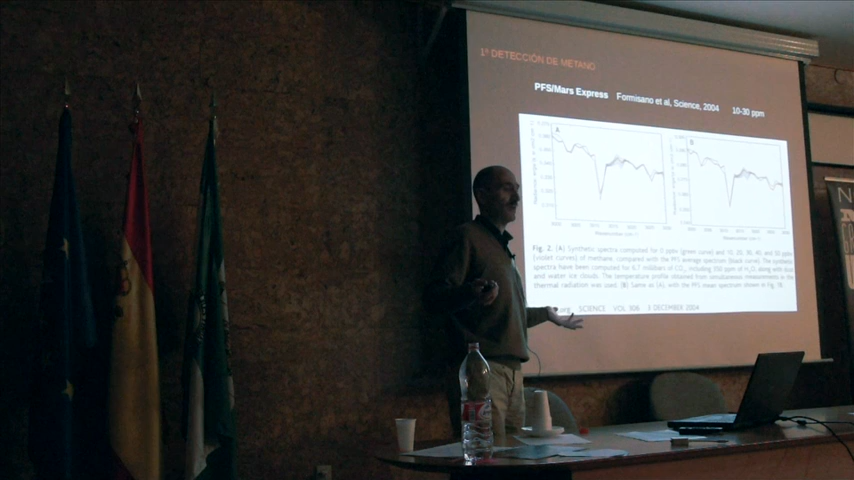 1º DETECCIÓN DE METANO
PFS/Mars Express Formisano et al, Science, 2004 10-30 ppm
A
B
Fig. 2. (A) Synthetic spectra computed for 0 ppm (green curve) and 10, 20, 30, 40, and 50 ppm
(violet curves) of methane, compared with the PFS average spectrum (black curve). The synthetic
spectra have been computed for 6.7 millibars of CO2, including 350 ppm of H2O, along with dust
and water ice clouds. The temperature profile obtained from simultaneous measurements in the
thermal radiation was used. (B) Same as (A), with the PFS mean spectrum shown in Fig. 1B.
org SCIENCE VOL 306 3 DECEMBER 2004
N